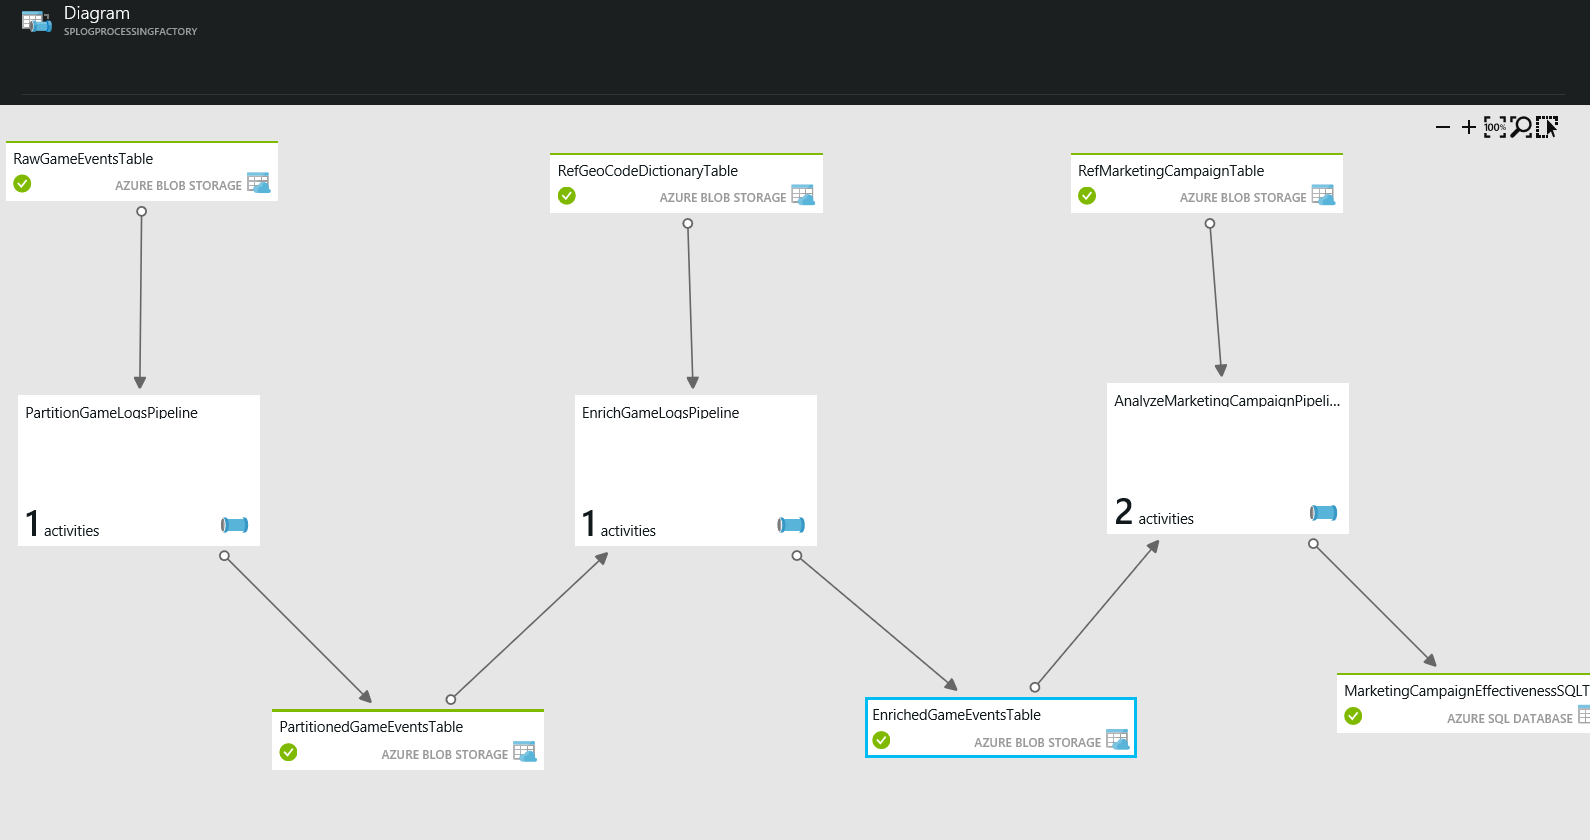 Diagram
SPLOGPROCESSINGFACTORY
100%
RawGameEventsTable
AZURE BLOB STORAGE
RefGeoCodeDictionaryTable
AZURE BLOB STORAGE
RefMarketingCampaignTable
AZURE BLOB STORAGE
PartitionGameLogsPipeline
1 activities
EnrichGameLogsPipeline
1 activities
AnalyzeMarketingCampaignPipeli...
2 activities
PartitionedGameEventsTable
AZURE BLOB STORAGE
EnrichedGameEventsTable
AZURE BLOB STORAGE
MarketingCampaignEffectivenessSQLT
AZURE SQL DATABASE